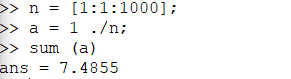 >> n = [1:1:1000];
>> a = 1 ./n;
>> sum (a)
ans = 7.4855